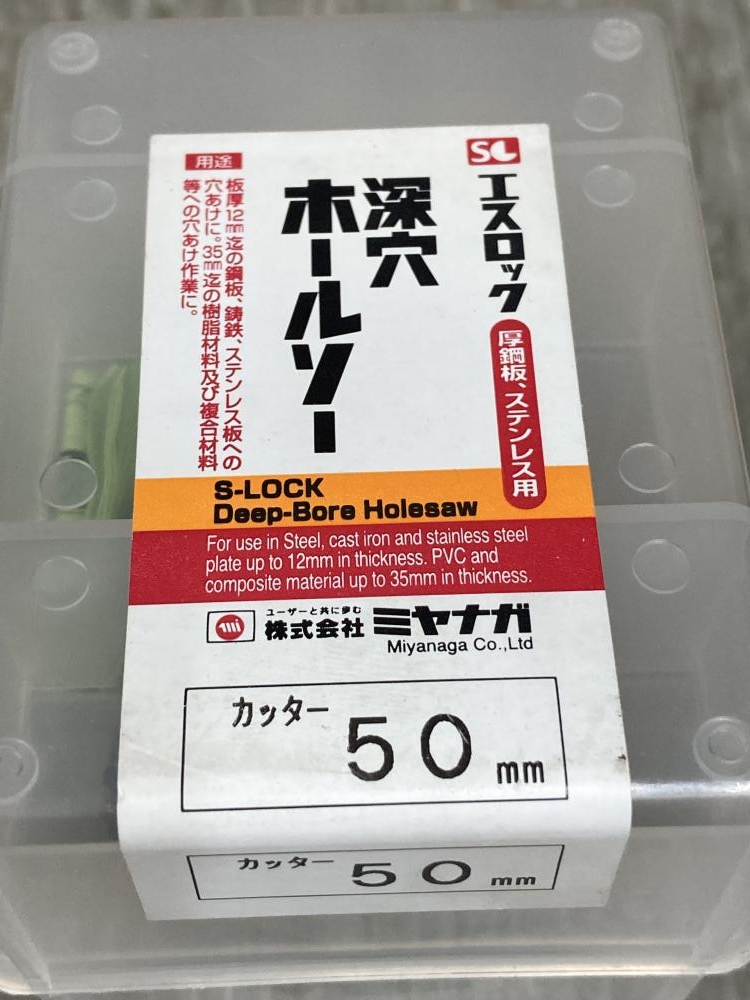 SL
エスロック
厚鋼板、ステンレス用
深穴
ホールソー
用途
板厚12mm迄の鋼板、鋳鉄、ステンレス板への
穴あけに。35mm迄の樹脂材料及び複合材料
等への穴あけ作業に。
S-LOCK
Deep-Bore Holesaw
For use in Steel, cast iron and stainless steel
plate up to 12mm in thickness. PVC and
composite material up to 35mm in thickness.
ユーザーと共に歩む
株式会社 ミヤナガ
Miyanaga Co.,Ltd
カッター 50 mm
カッター 50 mm